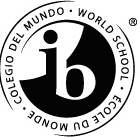 WORLD SCHOOL · ÉCOLE DU MONDE · COLEGIO DEL MUNDO ·
ib
®